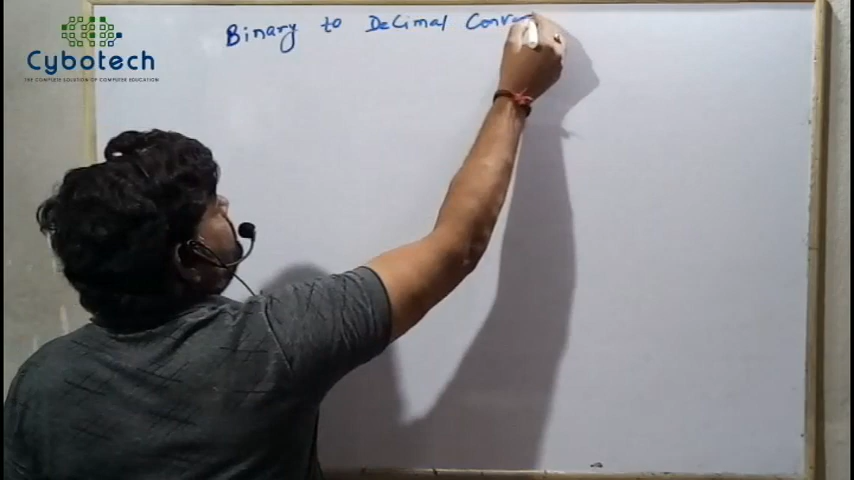 Cybotech
THE COMPLETE SOLUTION OF COMPUTER EDUCATION
Binary to Decimal Conve